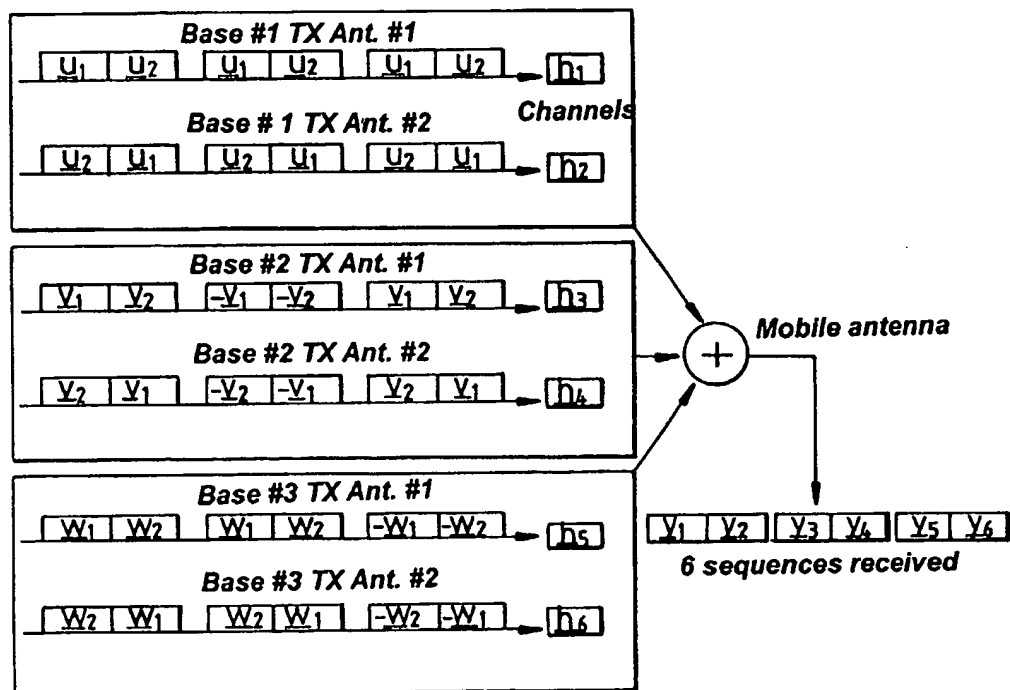 Base #1 TX Ant. #1
u1 u2 u1 u2 u1 u2 h1
Channels
Base # 1 TX Ant. #2
u2 u1 u2 u1 u2 u1 h2
Base #2 TX Ant. #1
v1 v2 -v1 -v2 v1 v2 h3
Mobile antenna
+
Base #2 TX Ant. #2
v2 v1 -v2 -v1 v2 v1 h4
Base #3 TX Ant. #1
w1 w2 w1 w2 -w1 -w2 h5
y1 y2 y3 y4 y5 y6
6 sequences received
Base #3 TX Ant. #2
w2 w1 w2 w1 -w2 -w1 h6